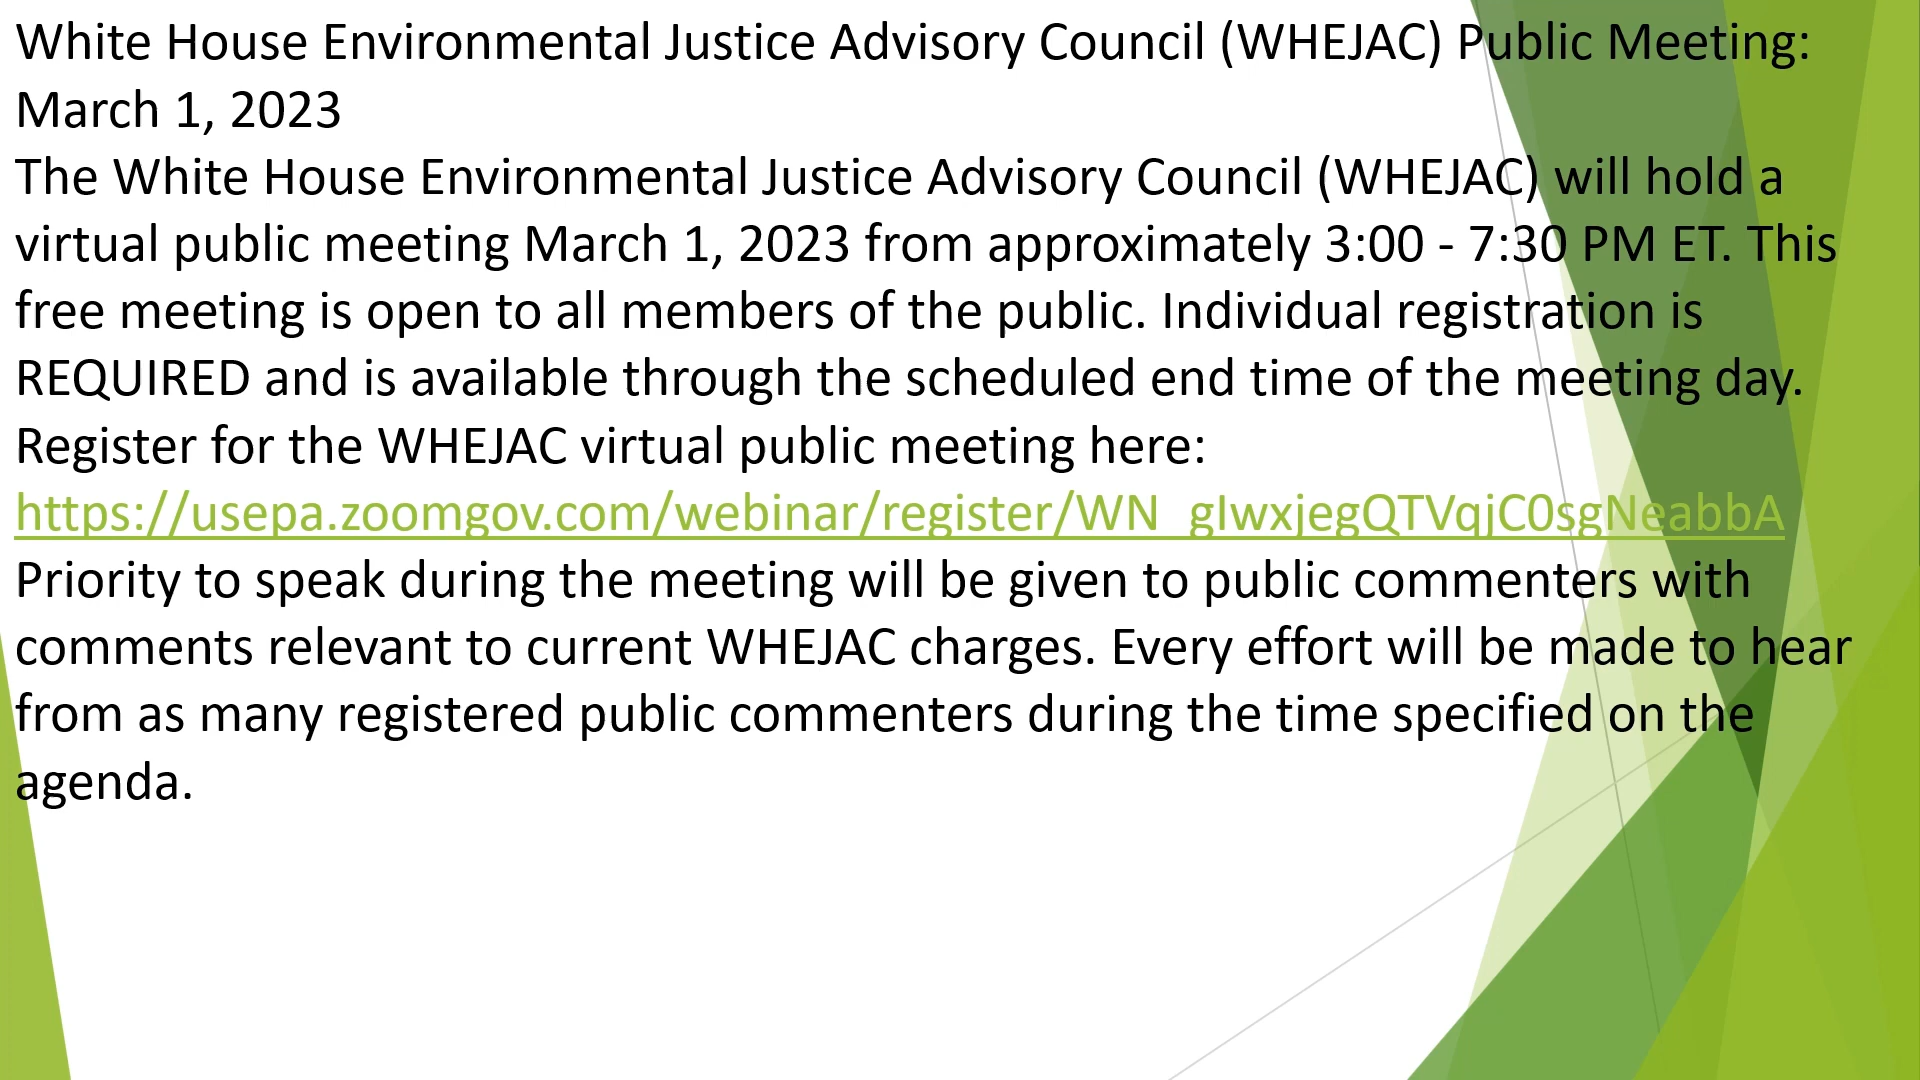 White House Environmental Justice Advisory Council (WHEJAC) Public Meeting:
March 1, 2023
The White House Environmental Justice Advisory Council (WHEJAC) will hold a
virtual public meeting March 1, 2023 from approximately 3:00 - 7:30 PM ET. This
free meeting is open to all members of the public. Individual registration is
REQUIRED and is available through the scheduled end time of the meeting day.
Register for the WHEJAC virtual public meeting here:
https://usepa.zoomgov.com/webinar/register/WN_gIwxjegQTVqjC0sgNeabbA
Priority to speak during the meeting will be given to public commenters with
comments relevant to current WHEJAC charges. Every effort will be made to hear
from as many registered public commenters during the time specified on the
agenda.